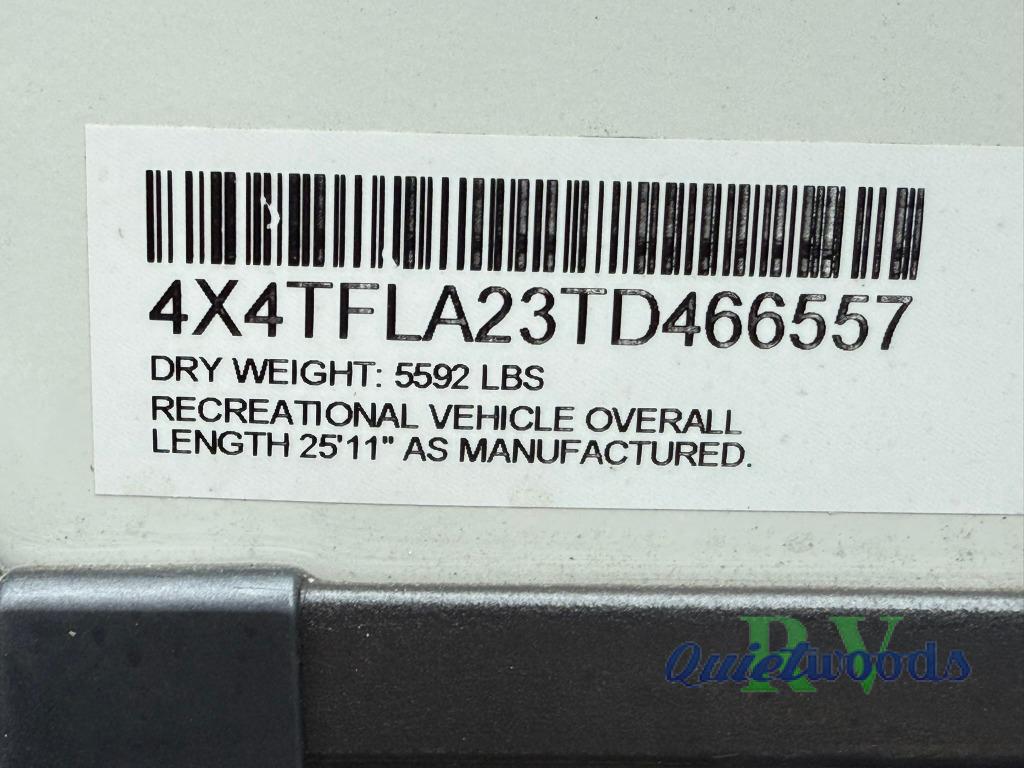 4X4TFLA23TD466557
DRY WEIGHT: 5592 LBS
RECREATIONAL VEHICLE OVERALL
LENGTH 25'11" AS MANUFACTURED.
RV
Quietwoods